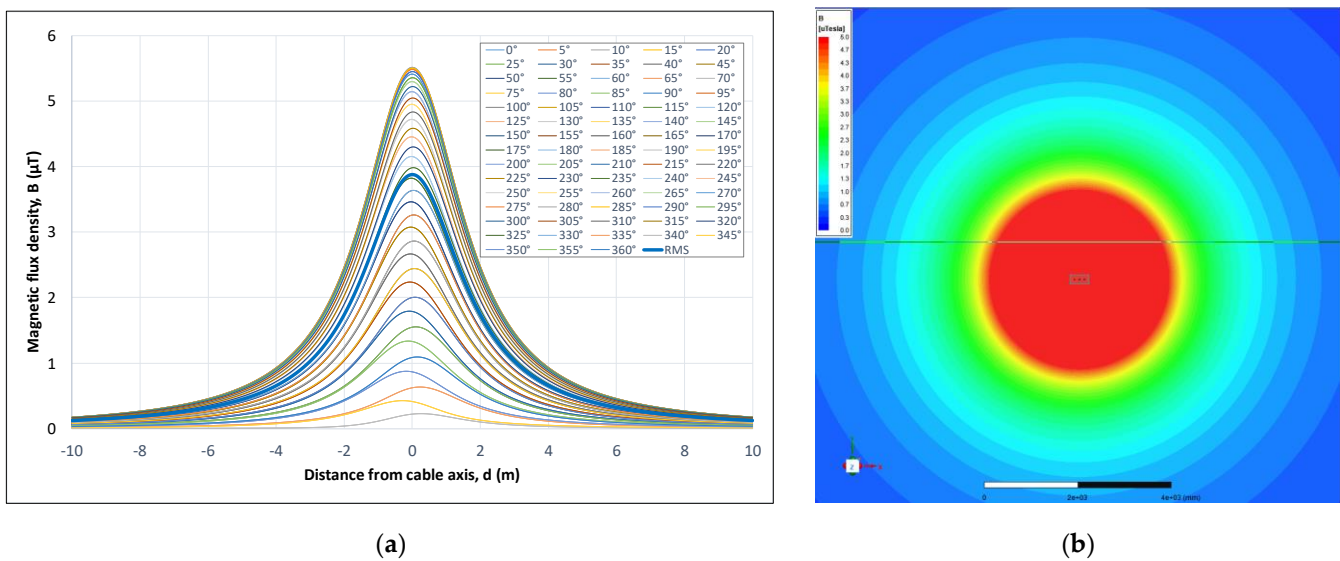 6
5
4
3
2
1
0
Magnetic flux density, B (µT)
0° 5° 10° 15° 20°
25° 30° 35° 40° 45°
50° 55° 60° 65° 70°
75° 80° 85° 90° 95°
100° 105° 110° 115° 120°
125° 130° 135° 140° 145°
150° 155° 160° 165° 170°
175° 180° 185° 190° 195°
200° 205° 210° 215° 220°
225° 230° 235° 240° 245°
250° 255° 260° 265° 270°
275° 280° 285° 290° 295°
300° 305° 310° 315° 320°
325° 330° 335° 340° 345°
350° 355° 360° RMS
-10 -8 -6 -4 -2 0 2 4 6 8 10
Distance from cable axis, d (m)
(a)
B
[uTesla]
5.0
4.7
4.3
4.0
3.7
3.3
3.0
2.7
2.3
2.0
1.7
1.3
1.0
0.7
0.3
0.0
Z
0 2e+03 4e+03 (mm)
(b)